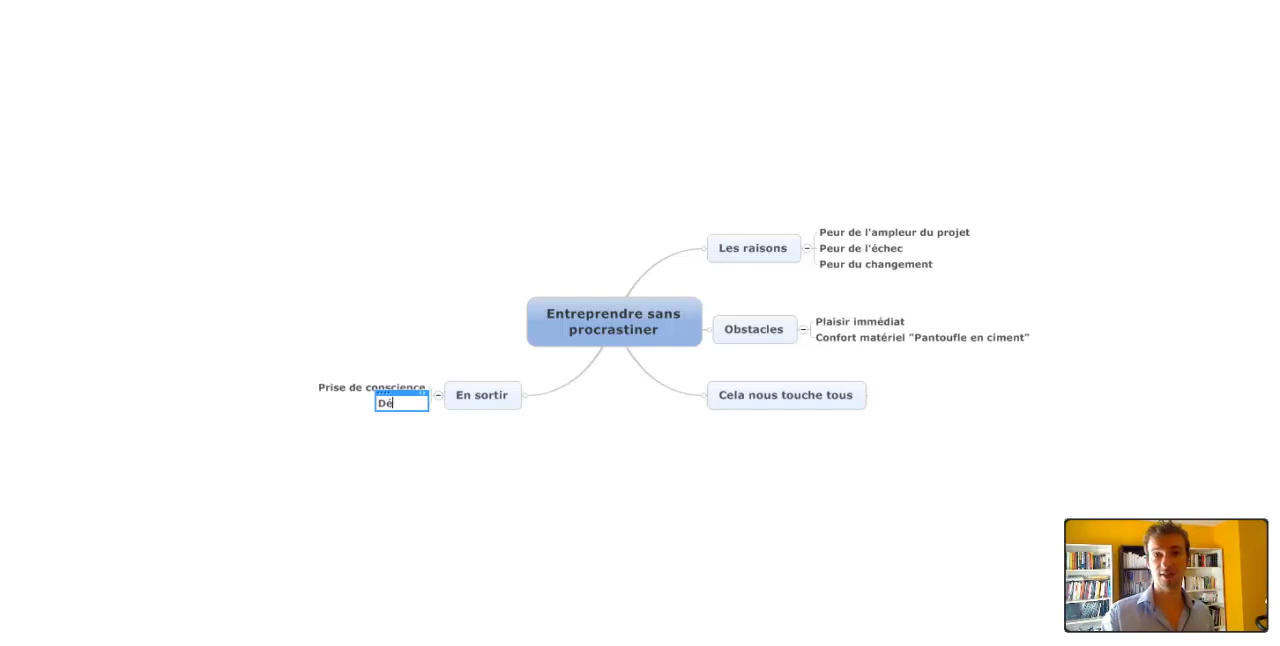 Peur de l'ampleur du projet
Les raisons
Peur de l'échec
Peur du changement
Entreprendre sans
procrastiner
Plaisir immédiat
Obstacles
Confort matériel "Pantoufle en ciment"
Prise de conscience
Dé
En sortir
Cela nous touche tous